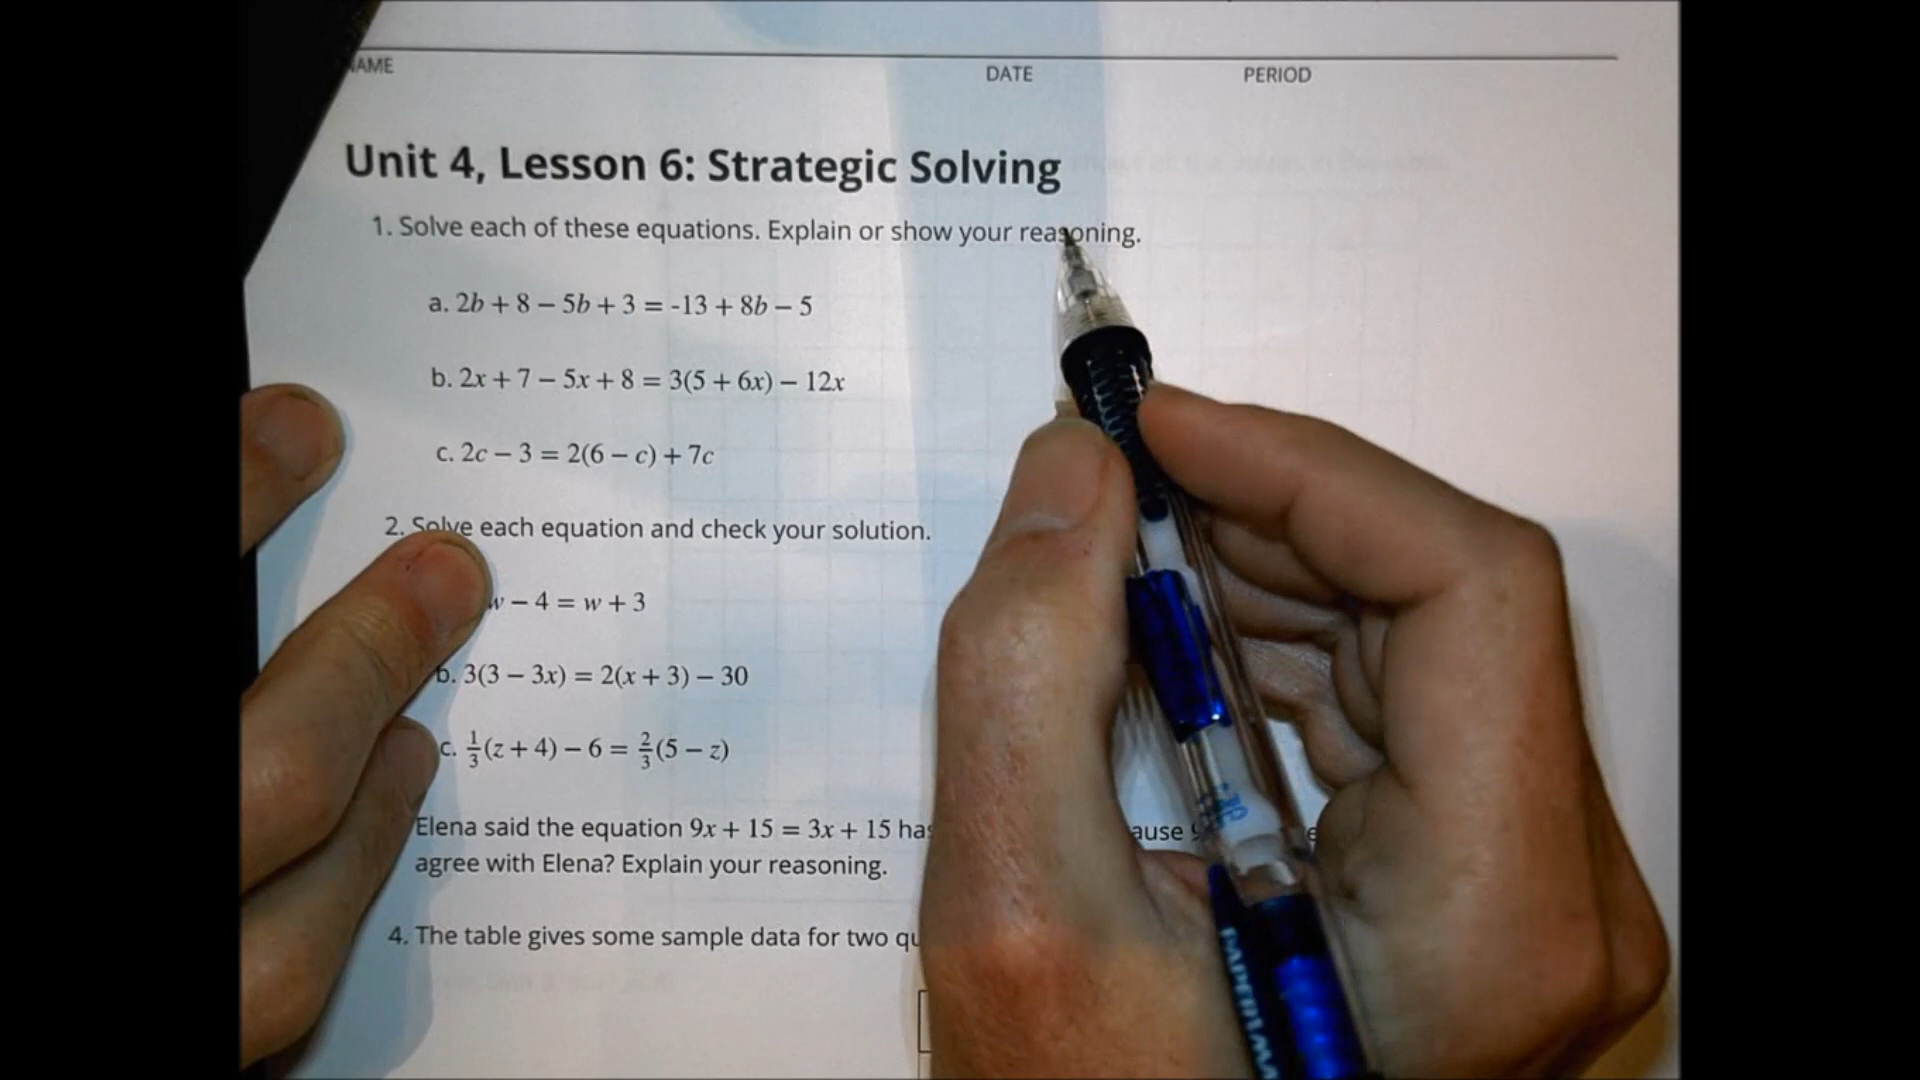 NAME DATE PERIOD
Unit 4, Lesson 6: Strategic Solving
1. Solve each of these equations. Explain or show your reasoning.
a. 2b + 8 – 5b + 3 = -13 + 8b – 5
b. 2x + 7 – 5x + 8 = 3(5 + 6x) – 12x
c. 2c – 3 = 2(6 – c) + 7c
2. Solve each equation and check your solution.
w – 4 = w + 3
b. 3(3 – 3x) = 2(x + 3) – 30
c. 1/3(z + 4) – 6 = 2/3(5 – z)
Elena said the equation 9x + 15 = 3x + 15
agree with Elena? Explain your reasoning.
4. The table gives some sample data for two
PAPERMA